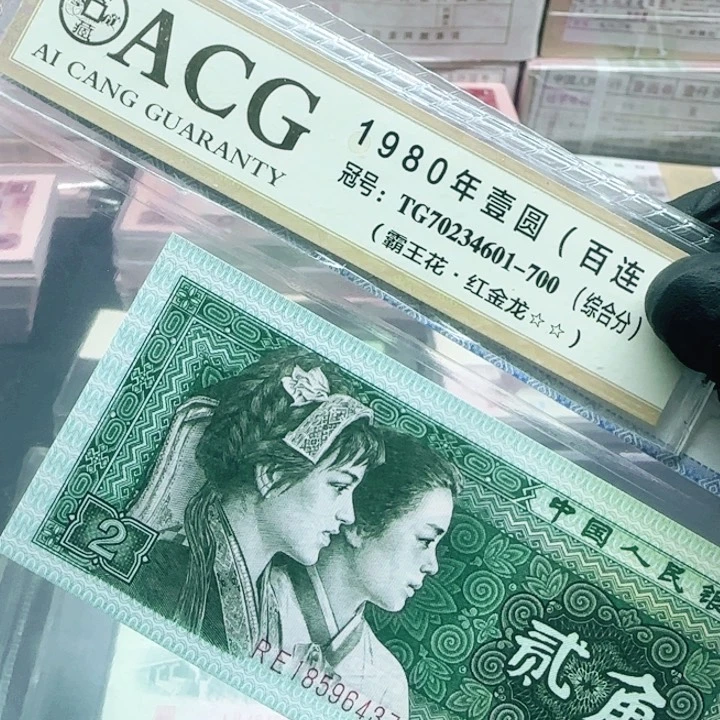 ACG
AI CANG GUARANTY
1980年壹圆（百连
冠号：TG70234601-700（综合分）
（霸王花·红金龙☆☆）
中国人民银
2
贰角
RE1859643